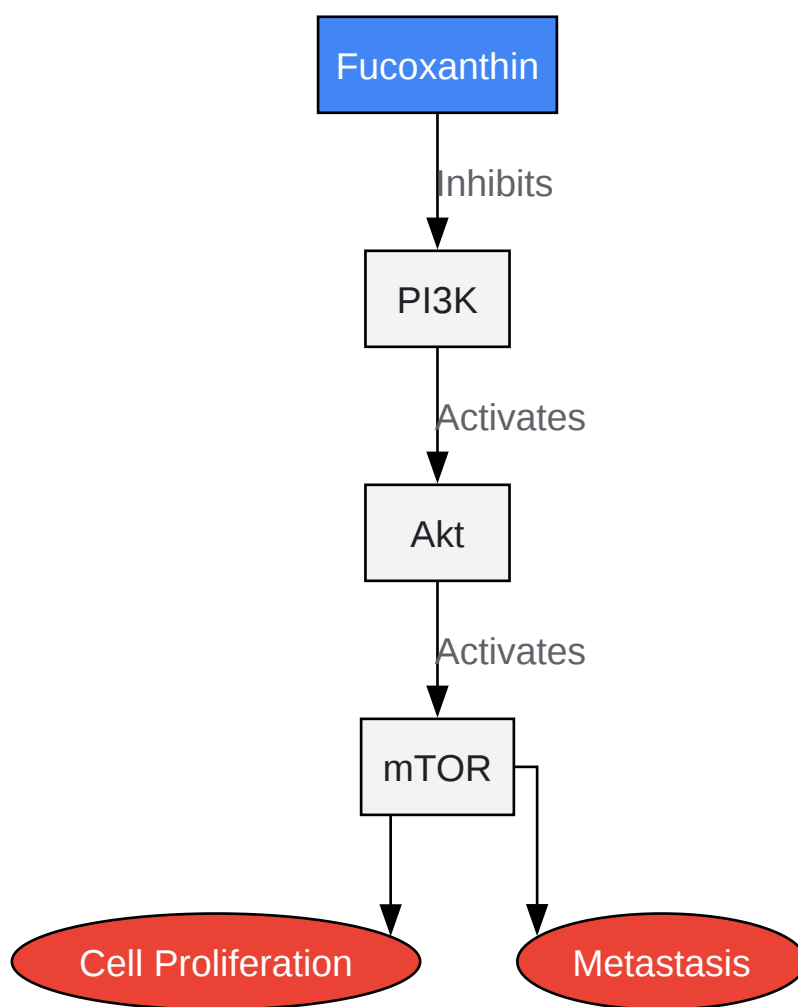 Fucoxanthin
Inhibits
PI3K
Activates
Akt
Activates
mTOR
Cell Proliferation
Metastasis